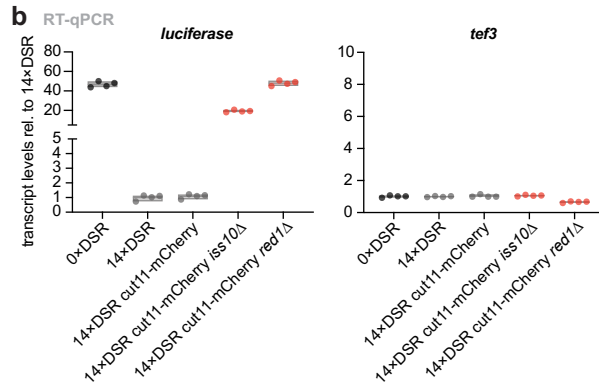 b RT-qPCR
luciferase
transcript levels rel. to 14×DSR
80
60
40
20
5
4
3
2
1
0
0×DSR
14×DSR
14×DSR cut11-mCherry
14×DSR cut11-mCherry iss10Δ
14×DSR cut11-mCherry red1Δ
tef3
10
8
6
4
2
0
0×DSR
14×DSR
14×DSR cut11-mCherry
14×DSR cut11-mCherry iss10Δ
14×DSR cut11-mCherry red1Δ